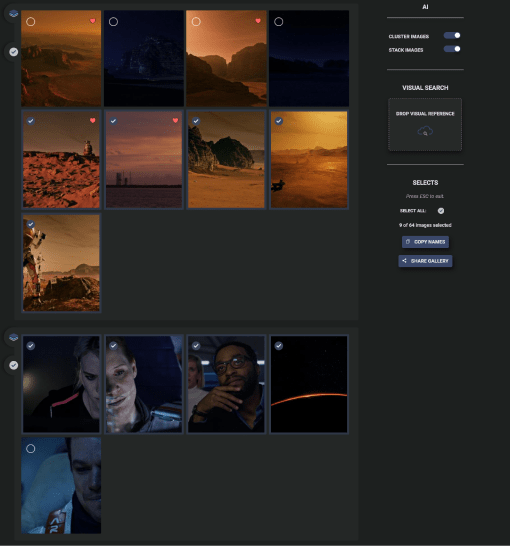 AI
CLUSTER IMAGES
STACK IMAGES
VISUAL SEARCH
DROP VISUAL REFERENCE
SELECTS
Press ESC to exit
SELECT ALL:
9 of 64 images selected
COPY NAMES
SHARE GALLERY